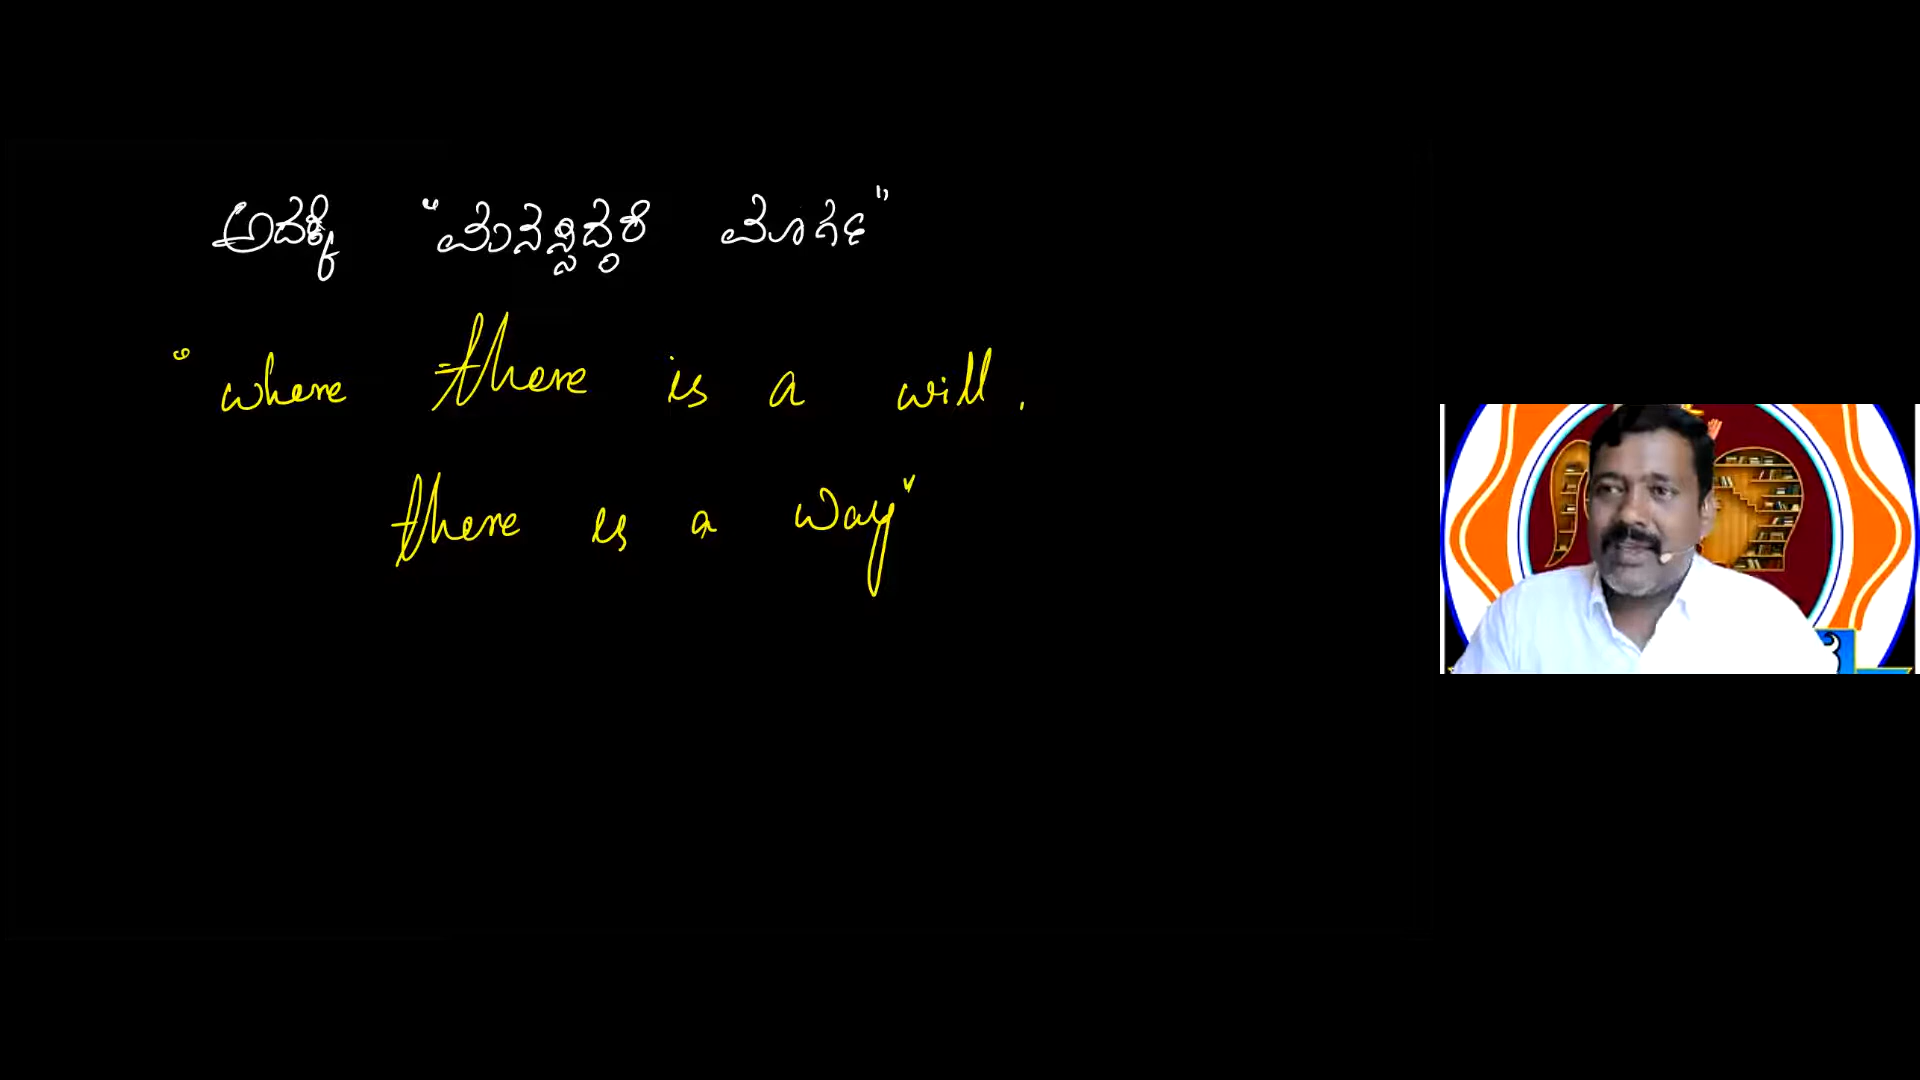 ಅದಕ್ಕೆ "ಮನಸ್ಸಿದ್ದರೆ ಮಾರ್ಗ"
"where there is a will.
there is a way"